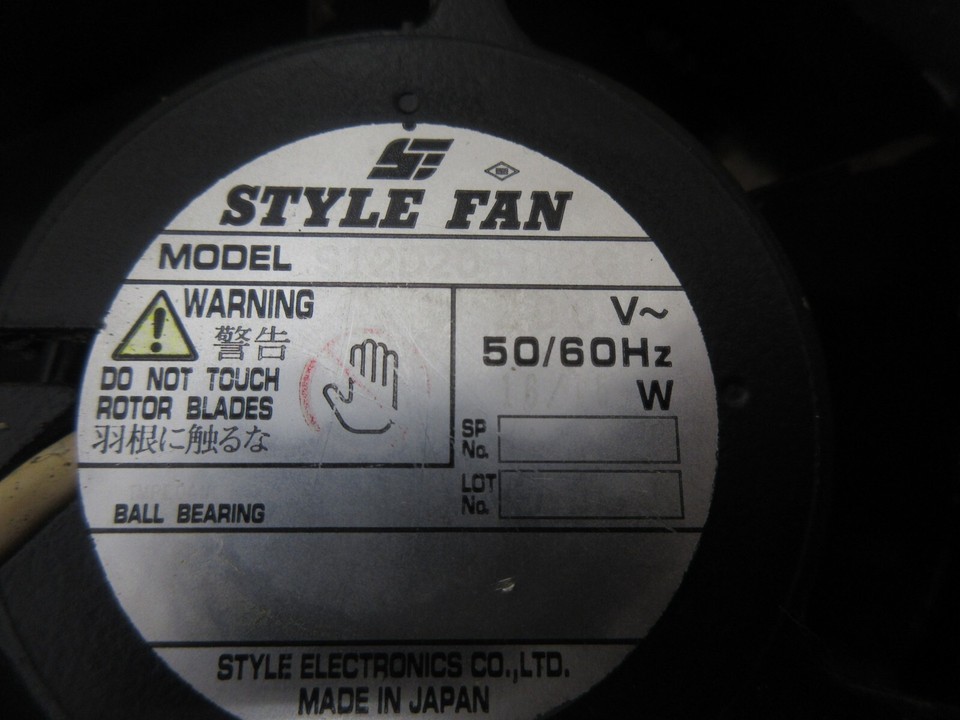 STYLE FAN
MODEL
WARNING
警告
DO NOT TOUCH
ROTOR BLADES
羽根に触るな
V~
50/60Hz
W
SP
No.
LOT
No.
BALL BEARING
STYLE ELECTRONICS CO.,LTD.
MADE IN JAPAN